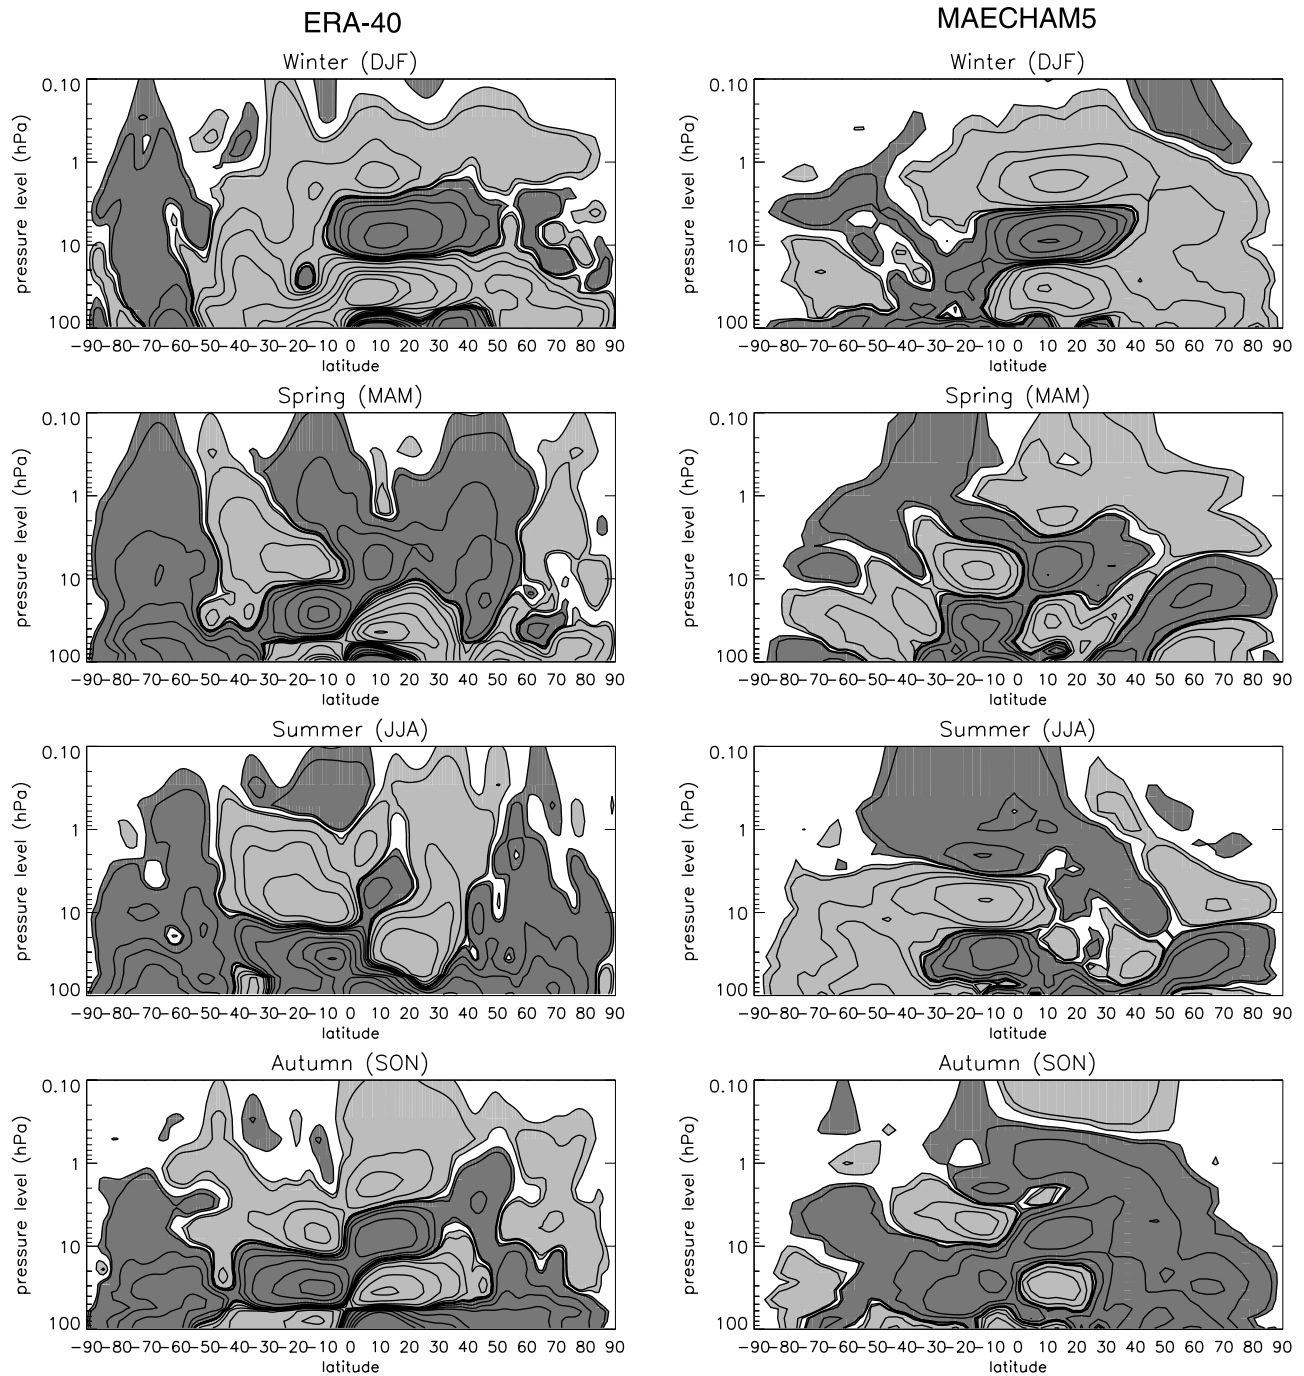 ERA-40 MAECHAM5
Winter (DJF) Winter (DJF)
0.10 0.10
1 1
10 10
100 100
pressure level (hPa) pressure level (hPa)
-90 -80 -70 -60 -50 -40 -30 -20 -10 0 10 20 30 40 50 60 70 80 90 -90 -80 -70 -60 -50 -40 -30 -20 -10 0 10 20 30 40 50 60 70 80 90
latitude latitude
Spring (MAM) Spring (MAM)
0.10 0.10
1 1
10 10
100 100
pressure level (hPa) pressure level (hPa)
-90 -80 -70 -60 -50 -40 -30 -20 -10 0 10 20 30 40 50 60 70 80 90 -90 -80 -70 -60 -50 -40 -30 -20 -10 0 10 20 30 40 50 60 70 80 90
latitude latitude
Summer (JJA) Summer (JJA)
0.10 0.10
1 1
10 10
100 100
pressure level (hPa) pressure level (hPa)
-90 -80 -70 -60 -50 -40 -30 -20 -10 0 10 20 30 40 50 60 70 80 90 -90 -80 -70 -60 -50 -40 -30 -20 -10 0 10 20 30 40 50 60 70 80 90
latitude latitude
Autumn (SON) Autumn (SON)
0.10 0.10
1 1
10 10
100 100
pressure level (hPa) pressure level (hPa)
-90 -80 -70 -60 -50 -40 -30 -20 -10 0 10 20 30 40 50 60 70 80 90 -90 -80 -70 -60 -50 -40 -30 -20 -10 0 10 20 30 40 50 60 70 80 90
latitude latitude